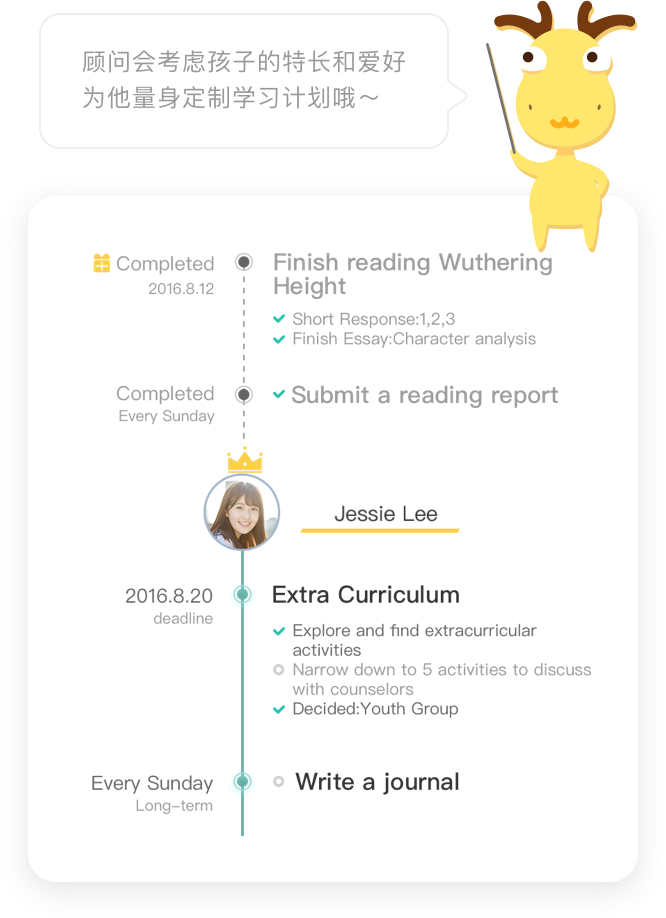 顾问会考虑孩子的特长和爱好
为他量身定制学习计划哦～
Completed
2016.8.12
Finish reading Wuthering
Height
Short Response:1,2,3
Finish Essay:Character analysis
Completed
Every Sunday
Submit a reading report
Jessie Lee
2016.8.20
deadline
Extra Curriculum
Explore and find extracurricular
activities
Narrow down to 5 activities to discuss
with counselors
Decided:Youth Group
Every Sunday
Long-term
Write a journal